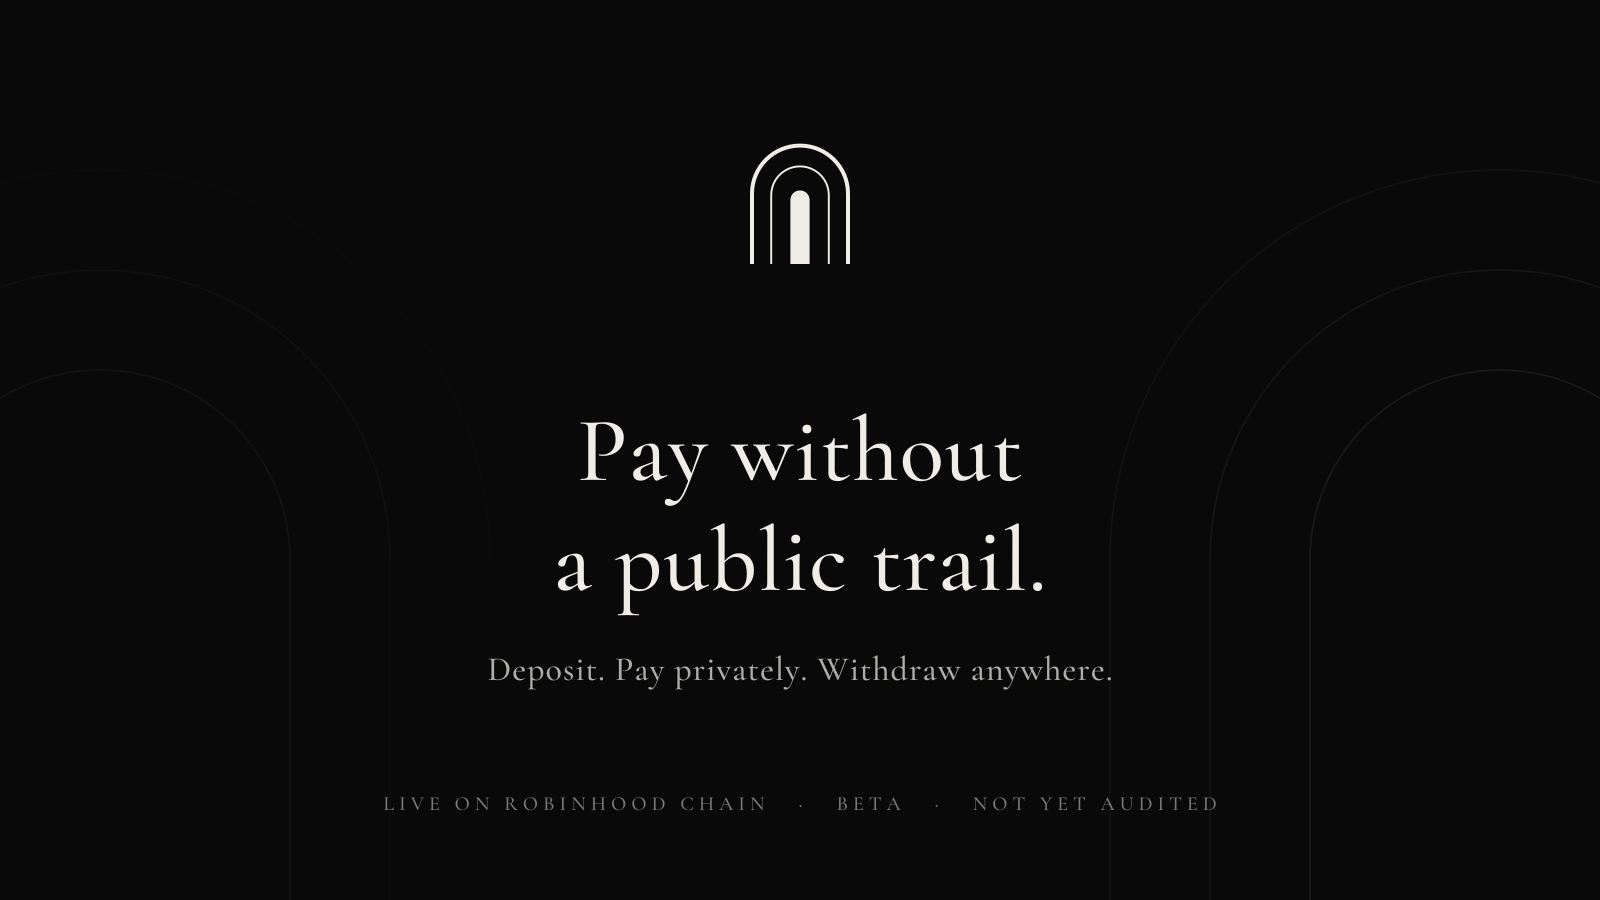 Pay without
a public trail.
Deposit. Pay privately. Withdraw anywhere.
LIVE ON ROBINHOOD CHAIN · BETA · NOT YET AUDITED